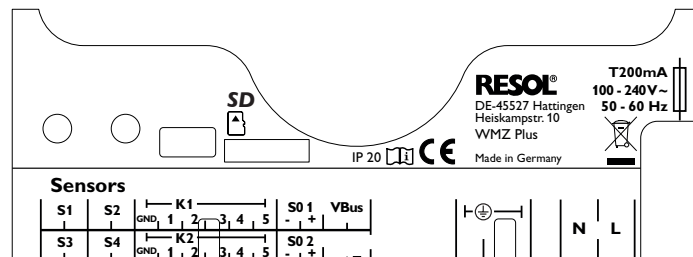 SD
RESOL®
DE-45527 Hattingen
Heiskampstr. 10
WMZ Plus
Made in Germany
T200mA
100 - 240V~
50 - 60 Hz
IP 20 i CE
Sensors
S1 S2 K1 S0 1 VBus
GND 1 2 3 4 5 - +
S3 S4 K2 S0 2
GND 1 2 3 4 5 - +
N L